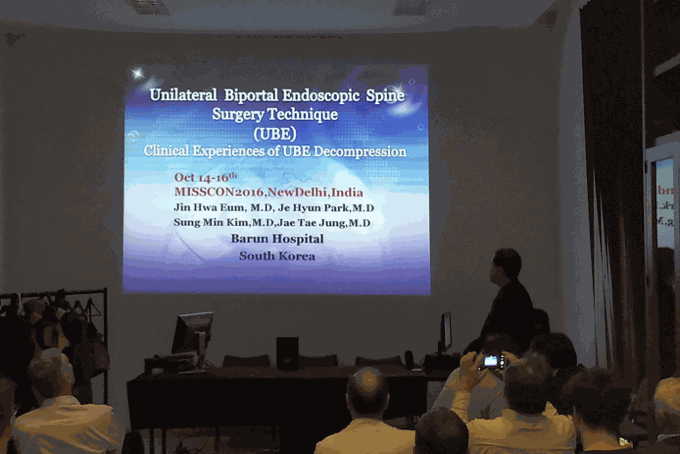 Unilateral Biportal Endoscopic Spine
Surgery Technique
(UBE)
Clinical Experiences of UBE Decompression
Oct 14-16th
MISSCON2016,NewDelhi,India
Jin Hwa Eum, M.D, Je Hyun Park,M.D
Sung Min Kim,M.D,Jae Tae Jung,M.D
Barun Hospital
South Korea